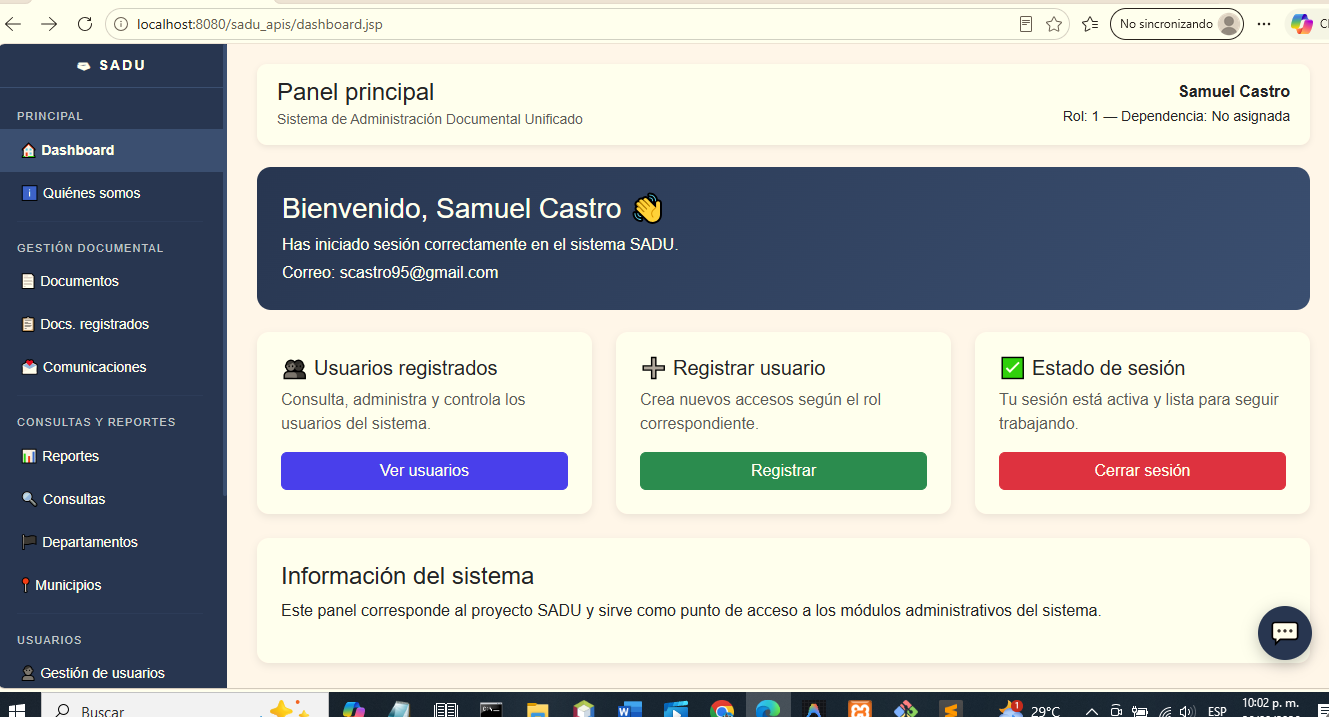 localhost:8080/sadu_apis/dashboard.jsp
No sincronizando
SADU
PRINCIPAL
Dashboard
Quiénes somos
GESTIÓN DOCUMENTAL
Documentos
Docs. registrados
Comunicaciones
CONSULTAS Y REPORTES
Reportes
Consultas
Departamentos
Municipios
USUARIOS
Gestión de usuarios
Panel principal
Sistema de Administración Documental Unificado
Samuel Castro
Rol: 1 — Dependencia: No asignada
Bienvenido, Samuel Castro 👋
Has iniciado sesión correctamente en el sistema SADU.
Correo: scastro95@gmail.com
Usuarios registrados
Consulta, administra y controla los
usuarios del sistema.
Ver usuarios
Registrar usuario
Crea nuevos accesos según el rol
correspondiente.
Registrar
Estado de sesión
Tu sesión está activa y lista para seguir
trabajando.
Cerrar sesión
Información del sistema
Este panel corresponde al proyecto SADU y sirve como punto de acceso a los módulos administrativos del sistema.
Buscar
1
29°C
ESP
10:02 p. m.